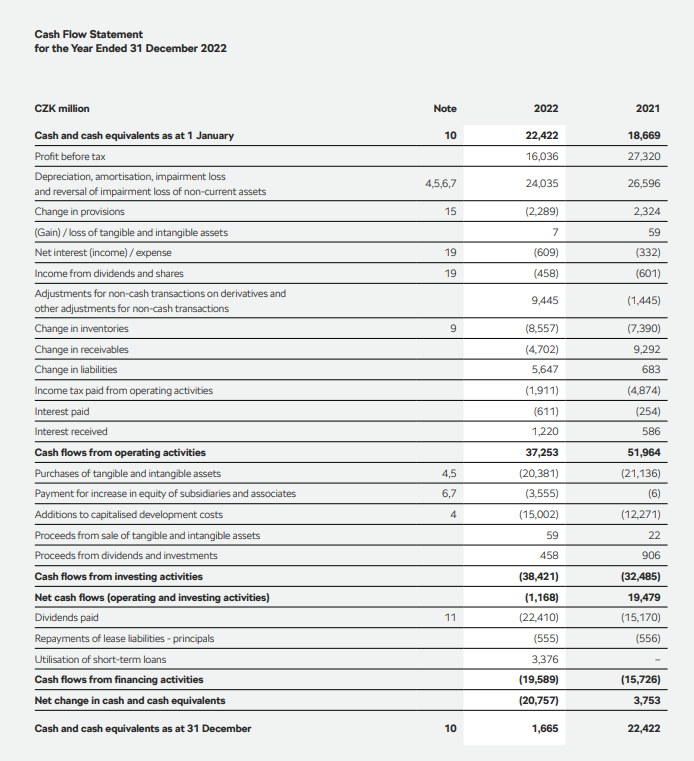 Cash Flow Statement
for the Year Ended 31 December 2022
CZK million Note 2022 2021
Cash and cash equivalents as at 1 January 10 22,422 18,669
Profit before tax 16,036 27,320
Depreciation, amortisation, impairment loss
and reversal of impairment loss of non-current assets 4,5,6,7 24,035 26,596
Change in provisions 15 (2,289) 2,324
(Gain) / loss of tangible and intangible assets 7 59
Net interest (income) / expense 19 (609) (332)
Income from dividends and shares 19 (458) (601)
Adjustments for non-cash transactions on derivatives and
other adjustments for non-cash transactions 9,445 (1,445)
Change in inventories 9 (8,557) (7,390)
Change in receivables (4,702) 9,292
Change in liabilities 5,647 683
Income tax paid from operating activities (1,911) (4,874)
Interest paid (611) (254)
Interest received 1,220 586
Cash flows from operating activities 37,253 51,964
Purchases of tangible and intangible assets 4,5 (20,381) (21,136)
Payment for increase in equity of subsidiaries and associates 6,7 (3,555) (6)
Additions to capitalised development costs 4 (15,002) (12,271)
Proceeds from sale of tangible and intangible assets 59 22
Proceeds from dividends and investments 458 906
Cash flows from investing activities (38,421) (32,485)
Net cash flows (operating and investing activities) (1,168) 19,479
Dividends paid 11 (22,410) (15,170)
Repayments of lease liabilities - principals (555) (556)
Utilisation of short-term loans 3,376 –
Cash flows from financing activities (19,589) (15,726)
Net change in cash and cash equivalents (20,757) 3,753
Cash and cash equivalents as at 31 December 10 1,665 22,422